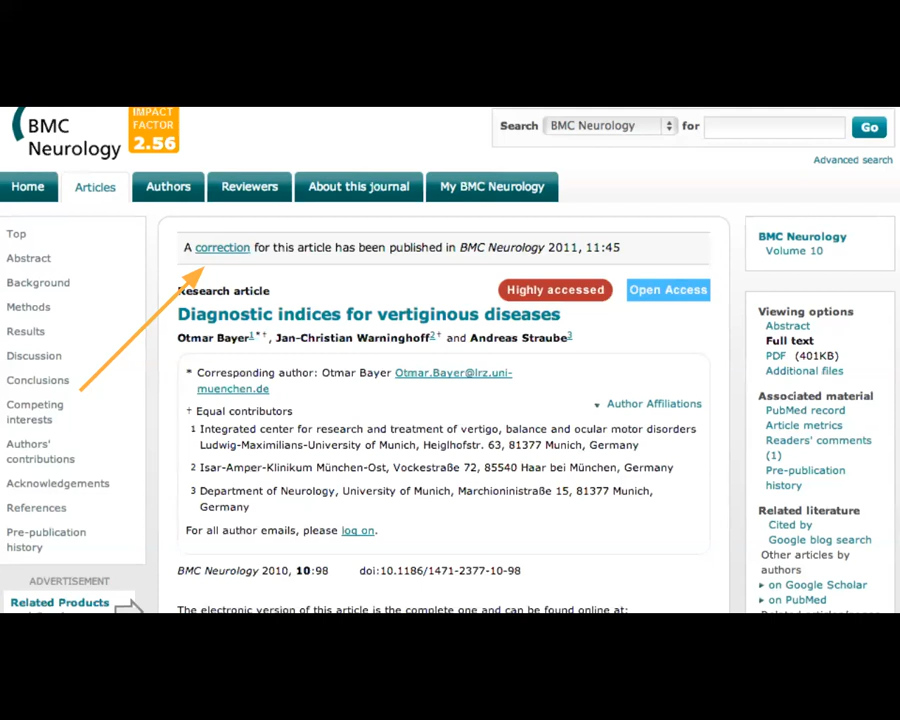 BMC
Neurology
IMPACT
FACTOR
2.56
Search BMC Neurology for Go
Advanced search
Home Articles Authors Reviewers About this journal My BMC Neurology
Top
Abstract
Background
Methods
Results
Discussion
Conclusions
Competing
interests
Authors'
contributions
Acknowledgements
References
Pre-publication
history
ADVERTISEMENT
Related Products
A correction for this article has been published in BMC Neurology 2011, 11:45
Research article Highly accessed Open Access
Diagnostic indices for vertiginous diseases
Otmar Bayer1*†, Jan-Christian Warninghoff2† and Andreas Straube3
* Corresponding author: Otmar Bayer Otmar.Bayer@lrz.uni-
muenchen.de
† Equal contributors
Author Affiliations
1 Integrated center for research and treatment of vertigo, balance and ocular motor disorders
Ludwig-Maximilians-University of Munich, Heiglhofstr. 63, 81377 Munich, Germany
2 Isar-Amper-Klinikum München-Ost, Vockestraße 72, 85540 Haar bei München, Germany
3 Department of Neurology, University of Munich, Marchioninistraße 15, 81377 Munich,
Germany
For all author emails, please log on.
BMC Neurology 2010, 10:98 doi:10.1186/1471-2377-10-98
The electronic version of this article is the complete one and can be found online at:
BMC Neurology
Volume 10
Viewing options
Abstract
Full text
PDF (401KB)
Additional files
Associated material
PubMed record
Article metrics
Readers' comments
(1)
Pre-publication
history
Related literature
Cited by
Google blog search
Other articles by
authors
on Google Scholar
on PubMed